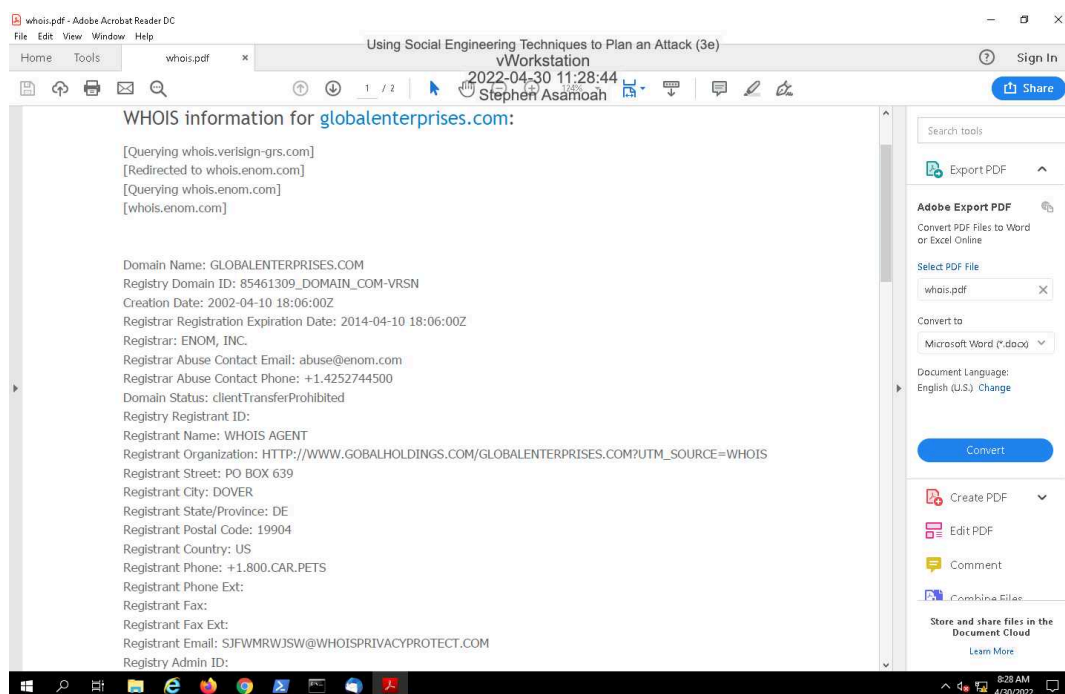 whois.pdf - Adobe Acrobat Reader DC
File Edit View Window Help
Using Social Engineering Techniques to Plan an Attack (3e)
vWorkstation
2022-04-30 11:28:44
Stephen Asamoah
Home Tools whois.pdf × Sign In
1 / 2 124% Share
WHOIS information for globalenterprises.com:
[Querying whois.verisign-grs.com]
[Redirected to whois.enom.com]
[Querying whois.enom.com]
[whois.enom.com]
Domain Name: GLOBALENTERPRISES.COM
Registry Domain ID: 85461309_DOMAIN_COM-VRSN
Creation Date: 2002-04-10 18:06:00Z
Registrar Registration Expiration Date: 2014-04-10 18:06:00Z
Registrar: ENOM, INC.
Registrar Abuse Contact Email: abuse@enom.com
Registrar Abuse Contact Phone: +1.4252744500
Domain Status: clientTransferProhibited
Registry Registrant ID:
Registrant Name: WHOIS AGENT
Registrant Organization: HTTP://WWW.GOBALHOLDINGS.COM/GLOBALENTERPRISES.COM?UTM_SOURCE=WHOIS
Registrant Street: PO BOX 639
Registrant City: DOVER
Registrant State/Province: DE
Registrant Postal Code: 19904
Registrant Country: US
Registrant Phone: +1.800.CAR.PETS
Registrant Phone Ext:
Registrant Fax:
Registrant Fax Ext:
Registrant Email: SJFWMRWJSW@WHOISPRIVACYPROTECT.COM
Registry Admin ID:
Search tools
Export PDF
Adobe Export PDF
Convert PDF Files to Word
or Excel Online
Select PDF File
whois.pdf
Convert to
Microsoft Word (*.docx)
Document Language:
English (U.S.) Change
Convert
Create PDF
Edit PDF
Comment
Combine Files
Store and share files in the
Document Cloud
Learn More
8:28 AM
4/30/2022